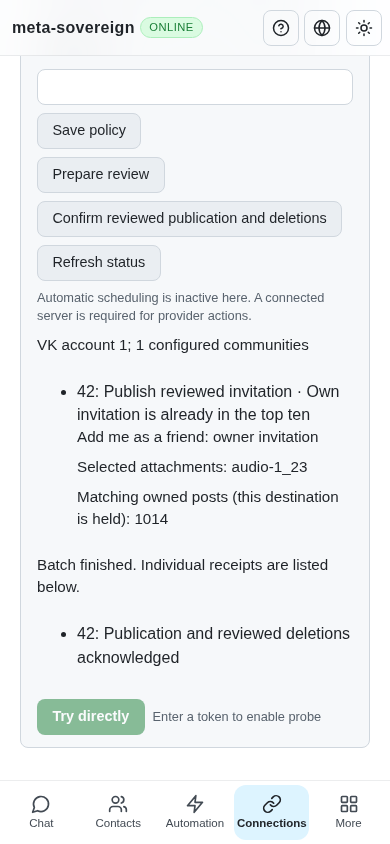 meta-sovereign ONLINE
Save policy
Prepare review
Confirm reviewed publication and deletions
Refresh status
Automatic scheduling is inactive here. A connected
server is required for provider actions.
VK account 1; 1 configured communities
• 42: Publish reviewed invitation · Own
invitation is already in the top ten
Add me as a friend: owner invitation
Selected attachments: audio-1_23
Matching owned posts (this destination
is held): 1014
Batch finished. Individual receipts are listed
below.
• 42: Publication and reviewed deletions
acknowledged
Try directly Enter a token to enable probe
Chat Contacts Automation Connections More